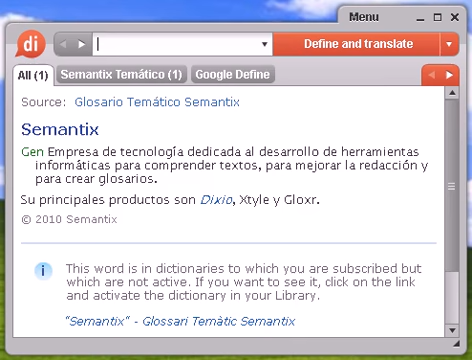 Menu
di
Define and translate
All (1)
Semantix Temático (1)
Google Define
Source: Glosario Temático Semantix
Semantix
Gen Empresa de tecnología dedicada al desarrollo de herramientas
informáticas para comprender textos, para mejorar la redacción y
para crear glosarios.
Su principales productos son Dixio, Xtyle y Gloxr.
© 2010 Semantix
i
This word is in dictionaries to which you are subscribed but
which are not active. If you want to see it, click on the link
and activate the dictionary in your Library.
"Semantix" - Glossari Temàtic Semantix